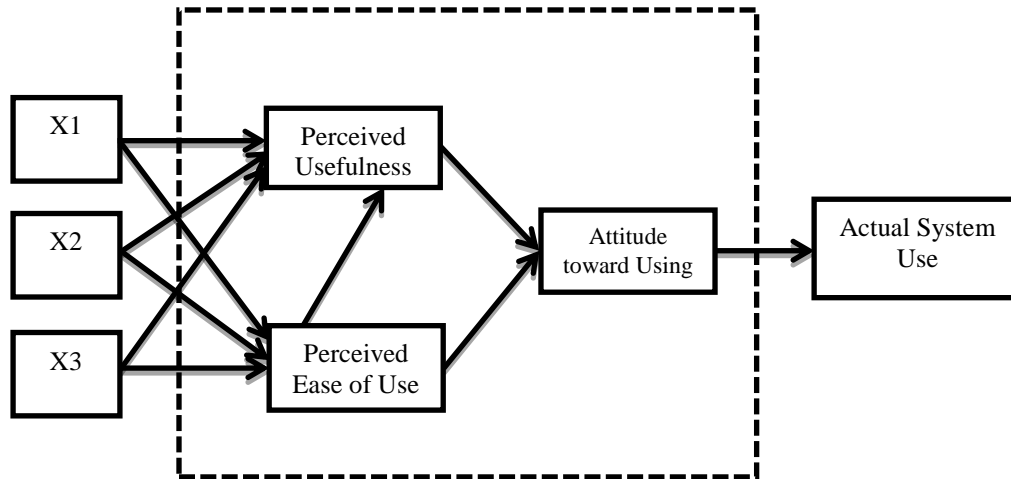 X1
X2
X3
Perceived
Usefulness
Perceived
Ease of Use
Attitude
toward Using
Actual System
Use